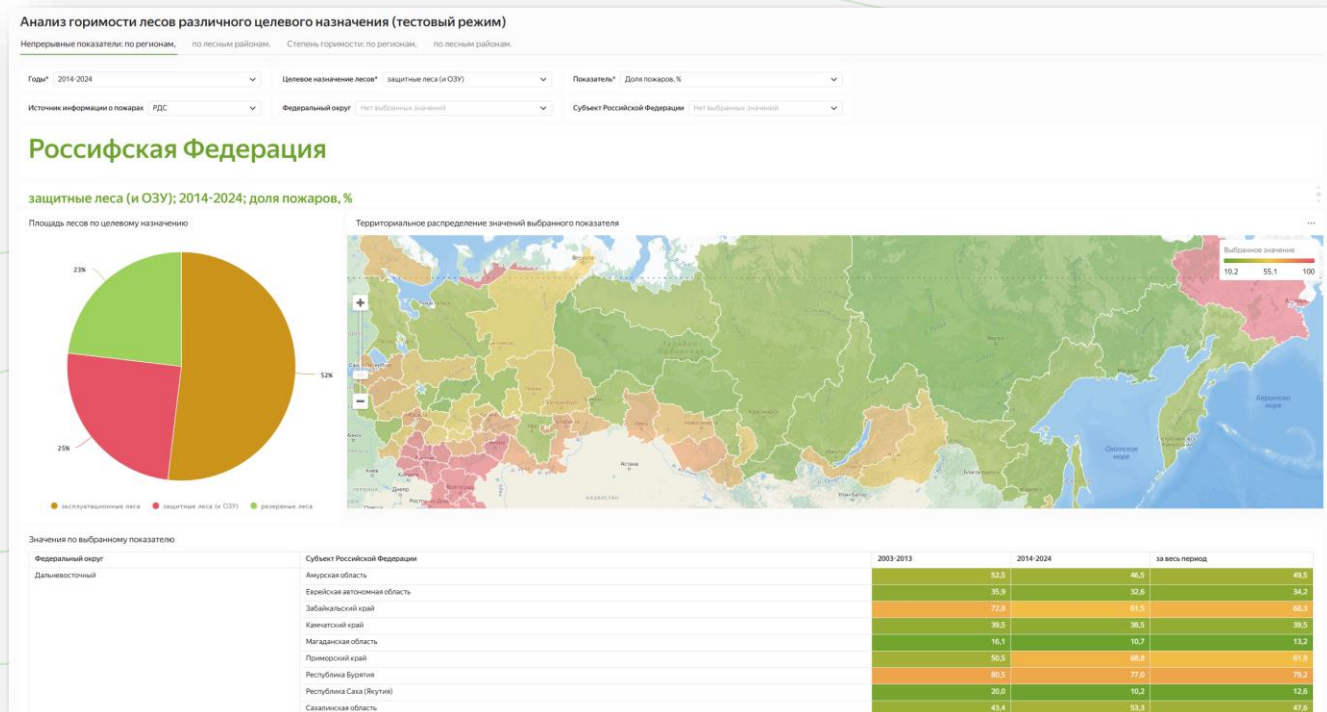 Анализ горимости лесов различного целевого назначения (тестовый режим)
Непрерывные показатели: по регионам, по лесным районам, Степень горимости: по регионам, по лесным районам.
Годы* 2014-2024 Целевое назначение лесов* защитные леса (и ОЗУ) Показатель* Доля пожаров, %
Источник информации о пожарах РДС Федеральный округ Нет выбранных значений Субъект Российской Федерации Нет выбранных значений
Российская Федерация
защитные леса (и ОЗУ); 2014-2024; доля пожаров, %
Площадь лесов по целевому назначению
Территориальное распределение значений выбранного показателя
Выбранное значение
10,2 55,1 100
23%
52%
25%
Берингово
море
Охотское
море
Астана
Киев
Днепр
КАЗАХСТАН
Улан-Батор
эксплуатационные леса защитные леса (и ОЗУ) резервные леса
Значения по выбранному показателю
Федеральный округ Субъект Российской Федерации 2003-2013 2014-2024 за весь период
Дальневосточный Амурская область 52,5 46,5 49,5
Еврейская автономная область 35,9 32,6 34,2
Забайкальский край 72,8 61,5 68,3
Камчатский край 39,5 38,5 39,5
Магаданская область 16,1 10,7 13,2
Приморский край 50,5 68,8 61,9
Республика Бурятия 80,5 77,0 79,2
Республика Саха (Якутия) 20,0 10,2 12,6
Сахалинская область 43,4 53,3 47,6